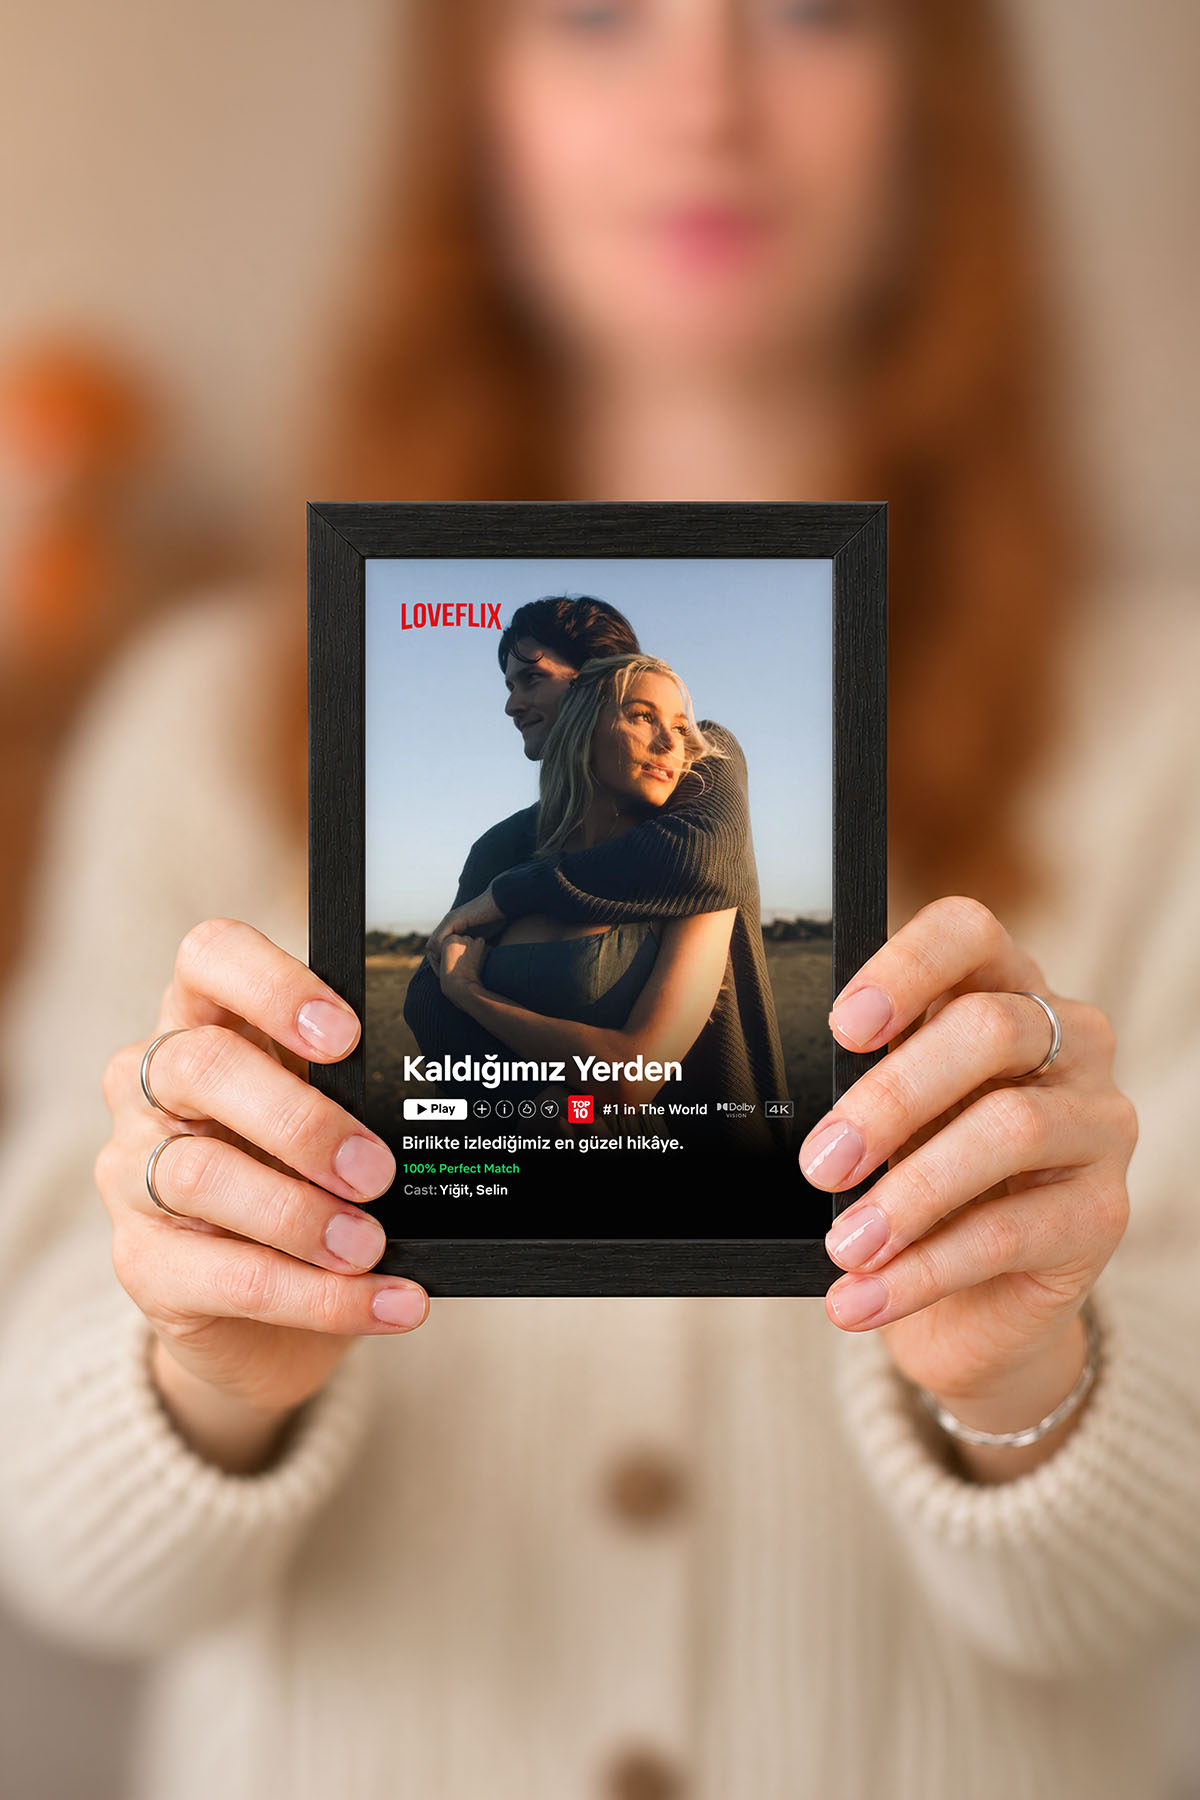 LOVEFLIX
Kaldığımız Yerden
Play TOP 10 #1 in The World Dolby VISION 4K
Birlikte izlediğimiz en güzel hikâye.
100% Perfect Match
Cast: Yiğit, Selin